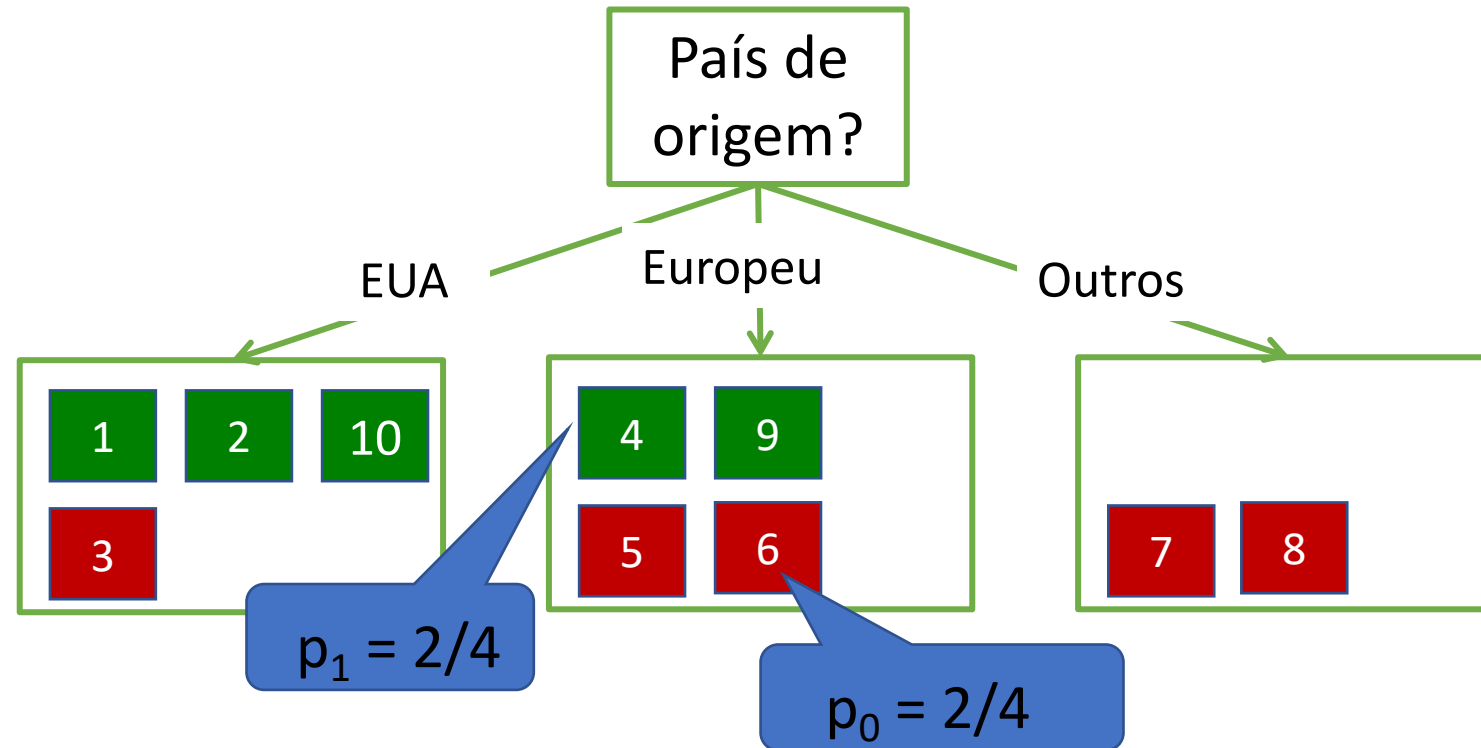 País de
origem?
EUA
Europeu
Outros
1 2 10
3
4 9
5 6
7 8
p₁ = 2/4
p₀ = 2/4